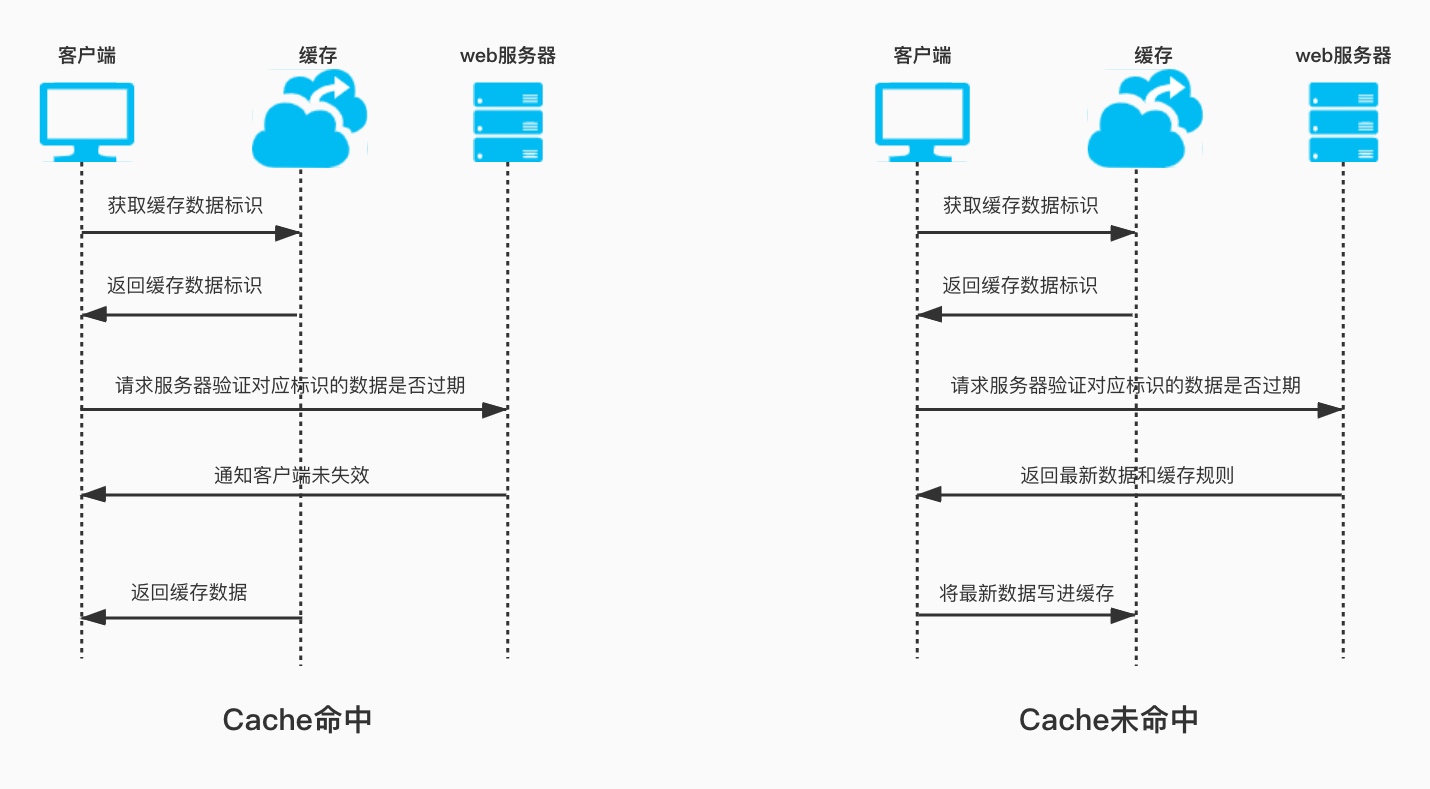 客户端
缓存
web服务器
获取缓存数据标识
返回缓存数据标识
请求服务器验证对应标识的数据是否过期
通知客户端未失效
返回缓存数据
Cache命中
客户端
缓存
web服务器
获取缓存数据标识
返回缓存数据标识
请求服务器验证对应标识的数据是否过期
返回最新数据和缓存规则
将最新数据写进缓存
Cache未命中